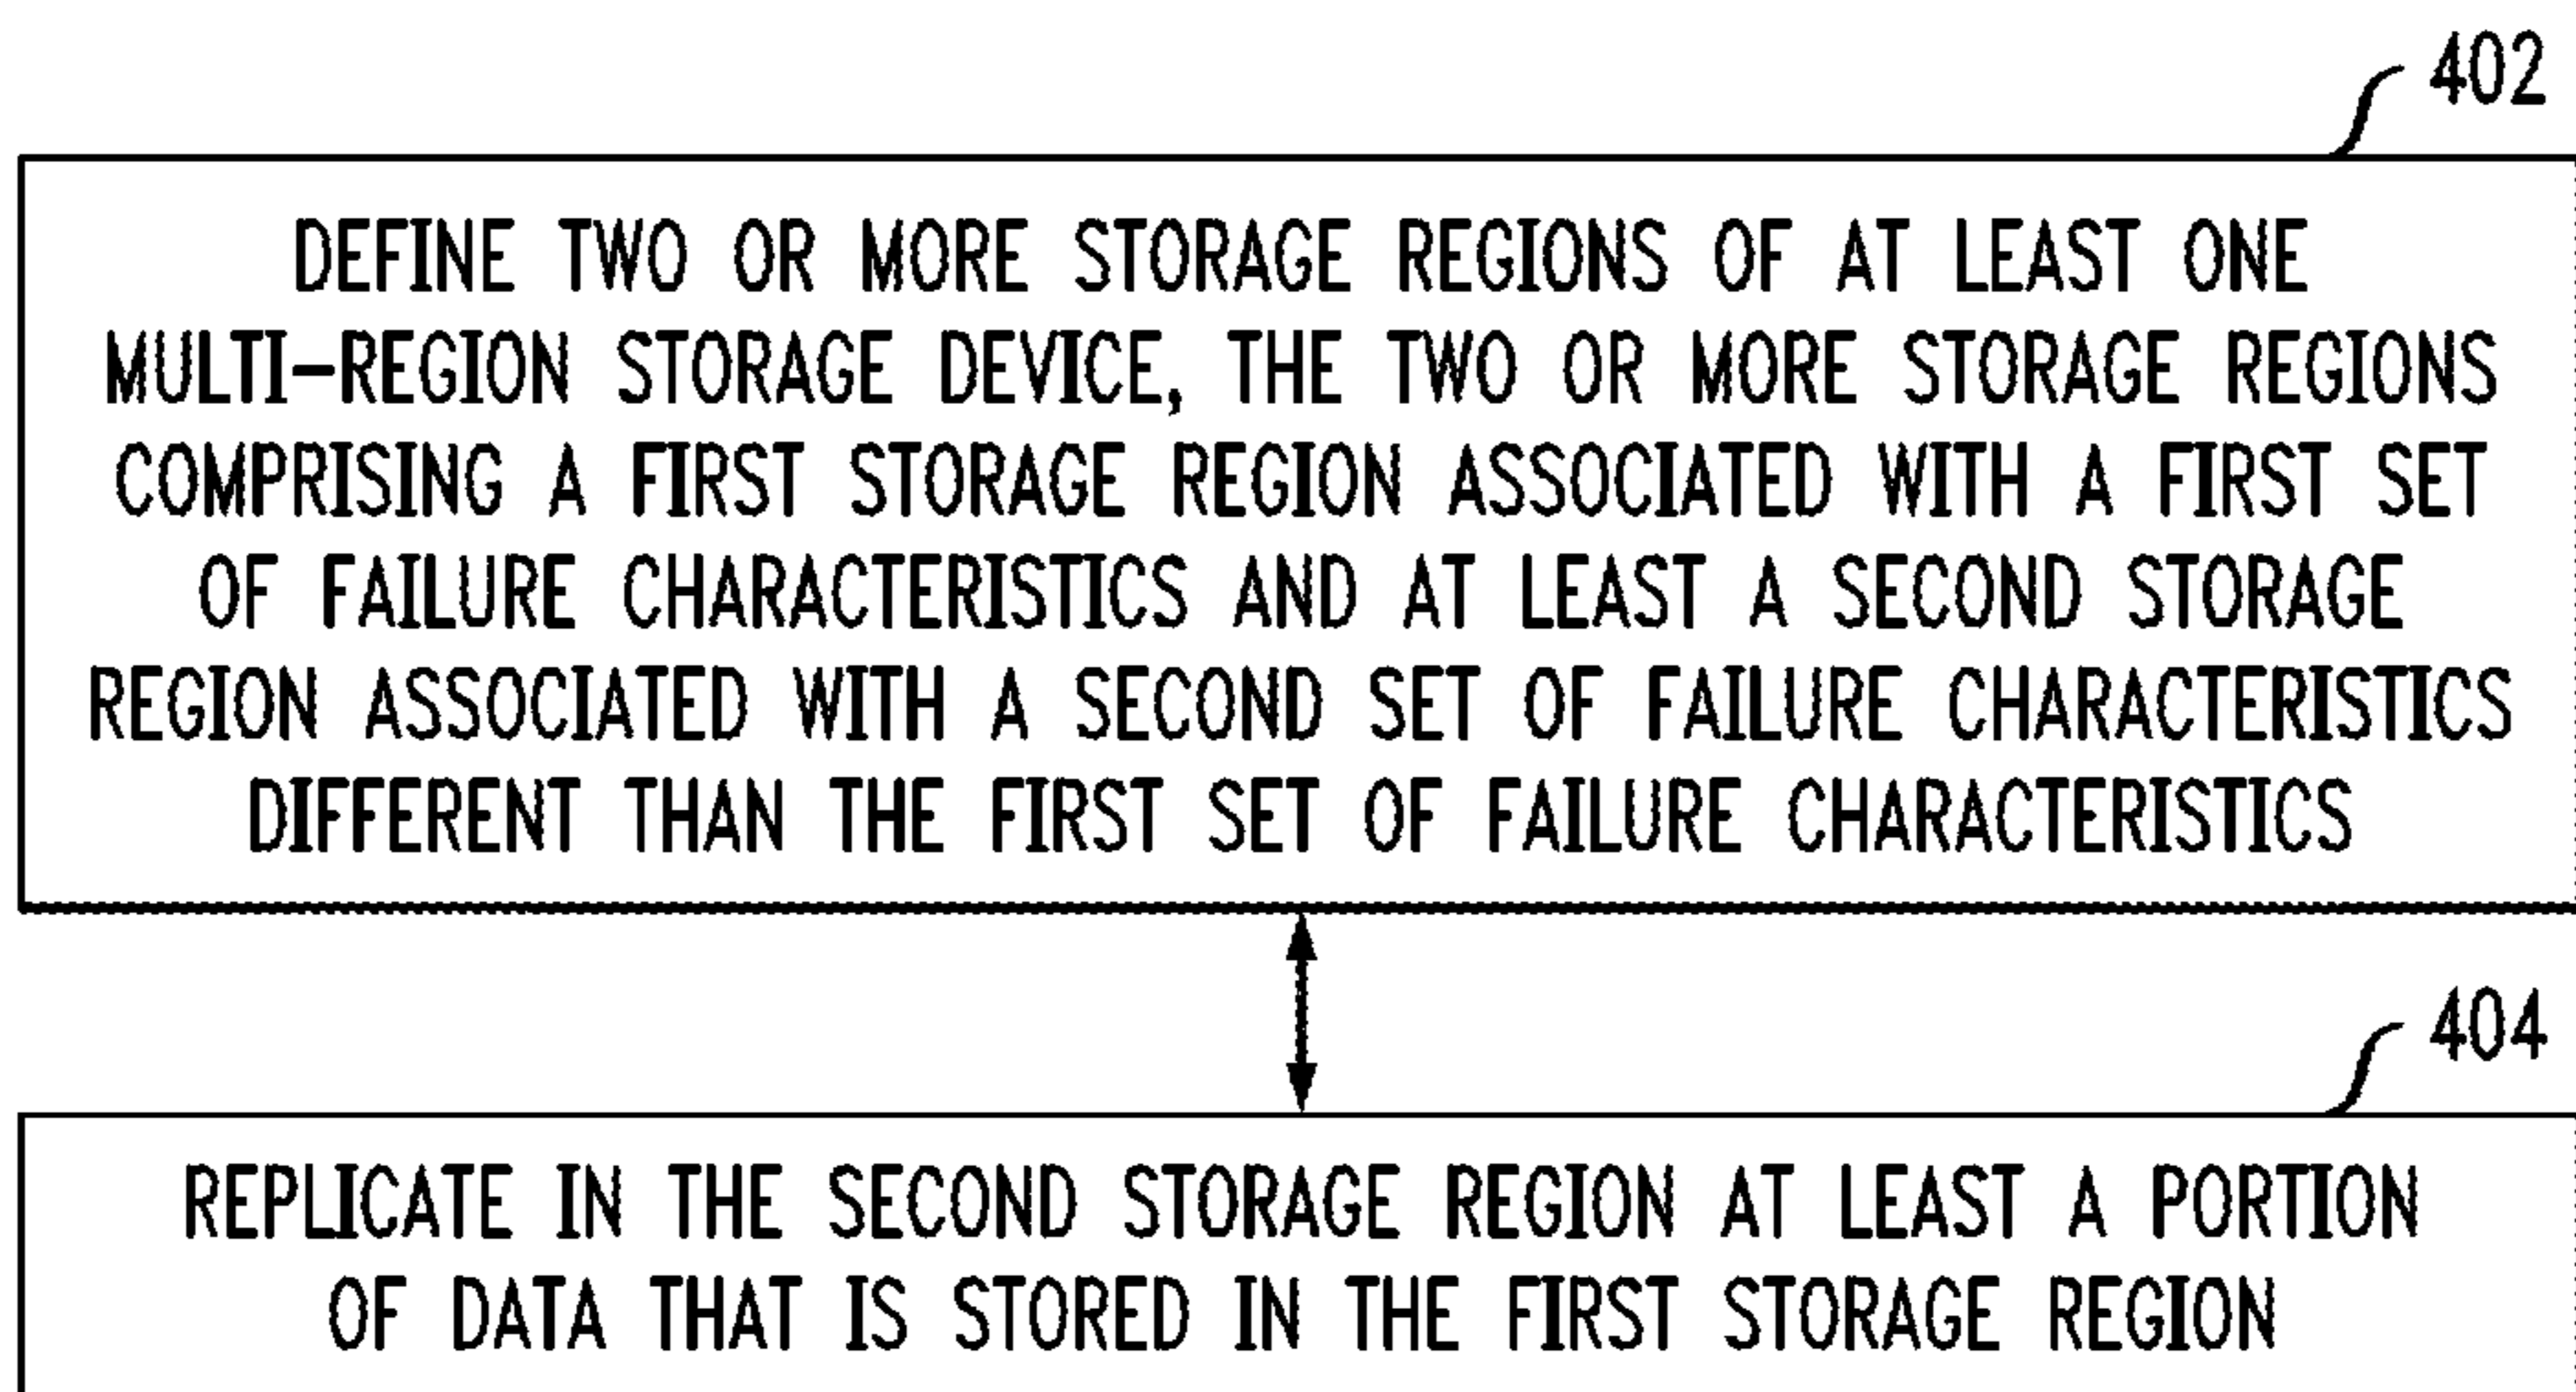 402
DEFINE TWO OR MORE STORAGE REGIONS OF AT LEAST ONE
MULTI-REGION STORAGE DEVICE, THE TWO OR MORE STORAGE REGIONS
COMPRISING A FIRST STORAGE REGION ASSOCIATED WITH A FIRST SET
OF FAILURE CHARACTERISTICS AND AT LEAST A SECOND STORAGE
REGION ASSOCIATED WITH A SECOND SET OF FAILURE CHARACTERISTICS
DIFFERENT THAN THE FIRST SET OF FAILURE CHARACTERISTICS
404
REPLICATE IN THE SECOND STORAGE REGION AT LEAST A PORTION
OF DATA THAT IS STORED IN THE FIRST STORAGE REGION